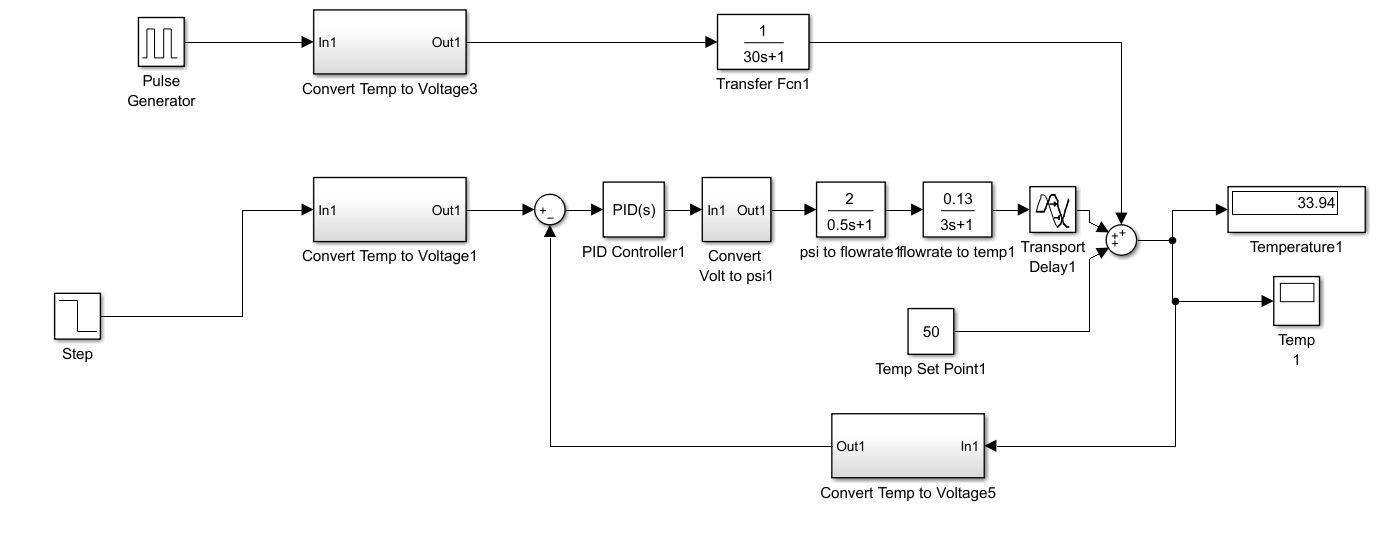 In1
Out1
1
30s+1
Pulse
Generator
Convert Temp to Voltage3
Transfer Fcn1
In1
Out1
+
−
PID(s)
In1
Out1
2
0.5s+1
0.13
3s+1
+
+
+
33.94
Convert Temp to Voltage1
PID Controller1
Convert
Volt to psi1
psi to flowrate1
flowrate to temp1
Transport
Delay1
Temperature1
Step
50
Temp Set Point1
Temp
1
Out1
In1
Convert Temp to Voltage5